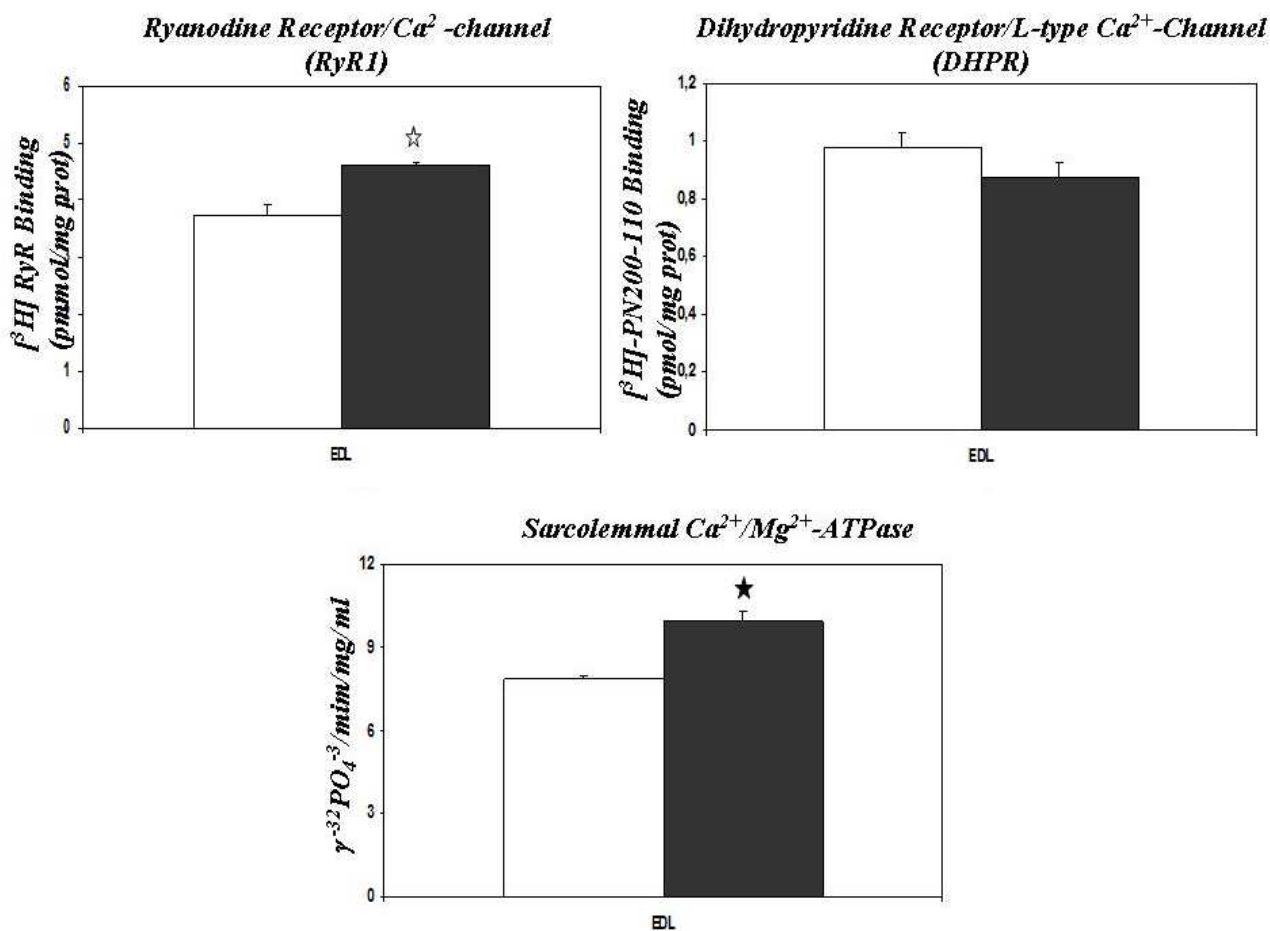 Ryanodine Receptor/Ca² -channel
(RyR1)
[³H] RyR Binding
(pmmol/mg prot)
6
5
1
0
EDL
Dihydropyridine Receptor/L-type Ca²⁺-Channel
(DHPR)
[³H]-PN200-110 Binding
(pmol/mg prot)
1,2
1
0,8
0,6
0,4
0,2
0
EDL
Sarcolemmal Ca²⁺/Mg²⁺-ATPase
γ⁻³²PO₄⁻³/mim/mg/ml
12
9
6
3
0
EDL